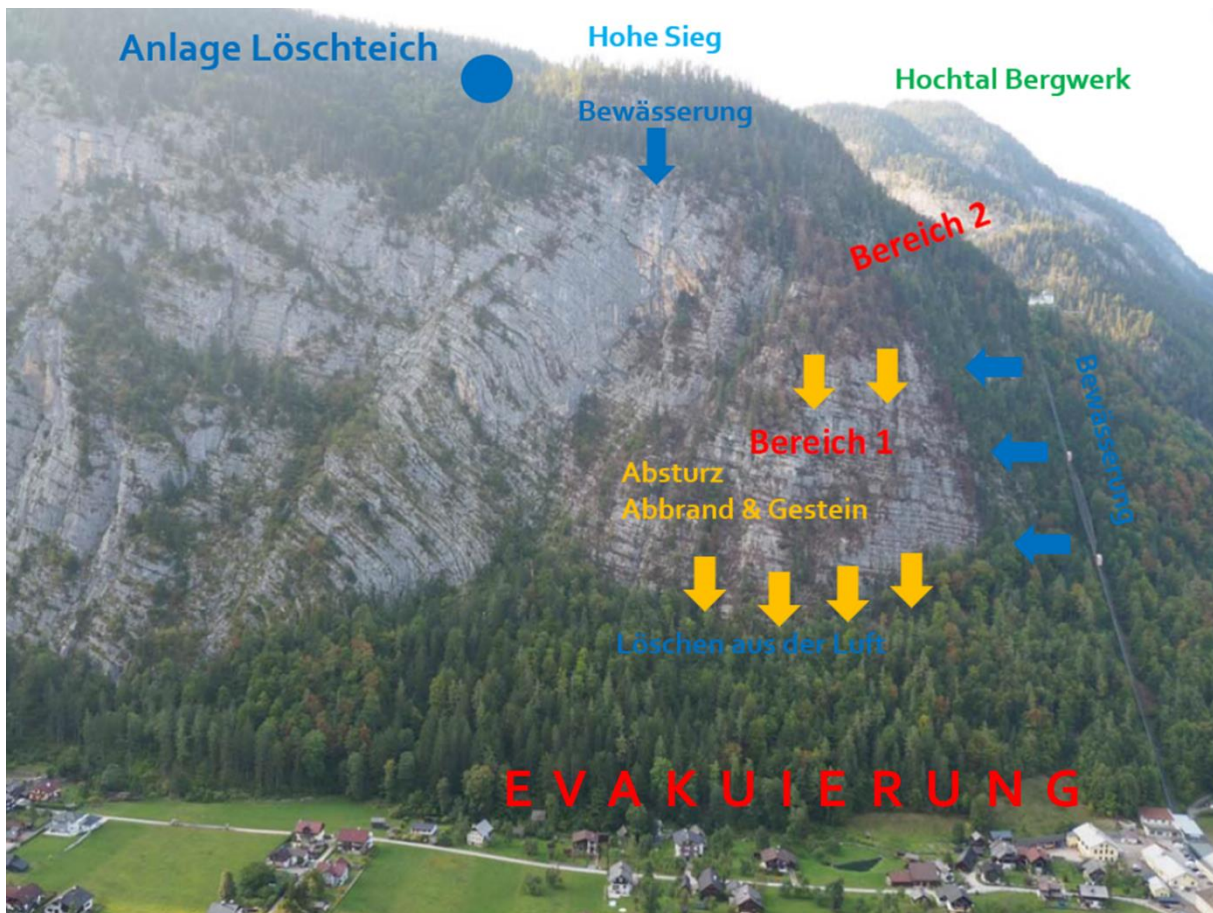 Anlage Löschteich
Hohe Sieg
Hochtal Bergwerk
Bewässerung
Bereich 2
Bereich 1
Absturz
Abbrand & Gestein
Bewässerung
Löschen aus der Luft
EVAKUIERUNG